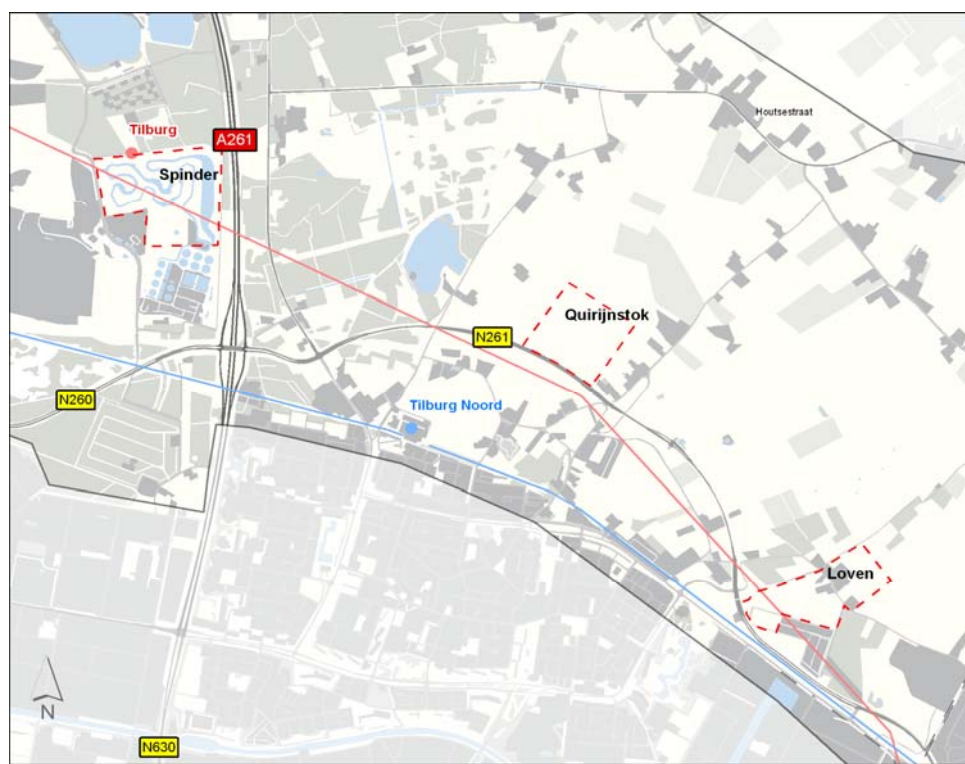 Houtsestraat
Tilburg
A261
Spinder
Quirijnstok
N261
N260
Tilburg Noord
Loven
N
N630